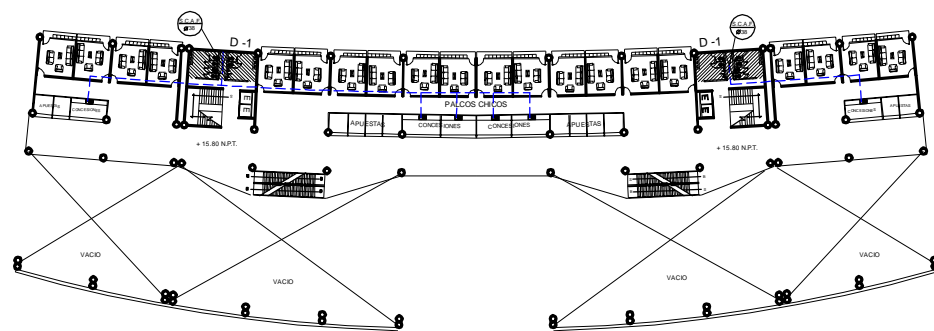 S.C.A.F.
Ø38
S.C.A.F.
Ø38
D -1
D -1
PALCOS CHICOS
APUESTAS
CONCESIONES
APUESTAS
CONCESIONES
CONCESIONES
APUESTAS
CONCESIONES
APUESTAS
+ 15.80 N.P.T.
+ 15.80 N.P.T.
VACIO
VACIO
VACIO
VACIO